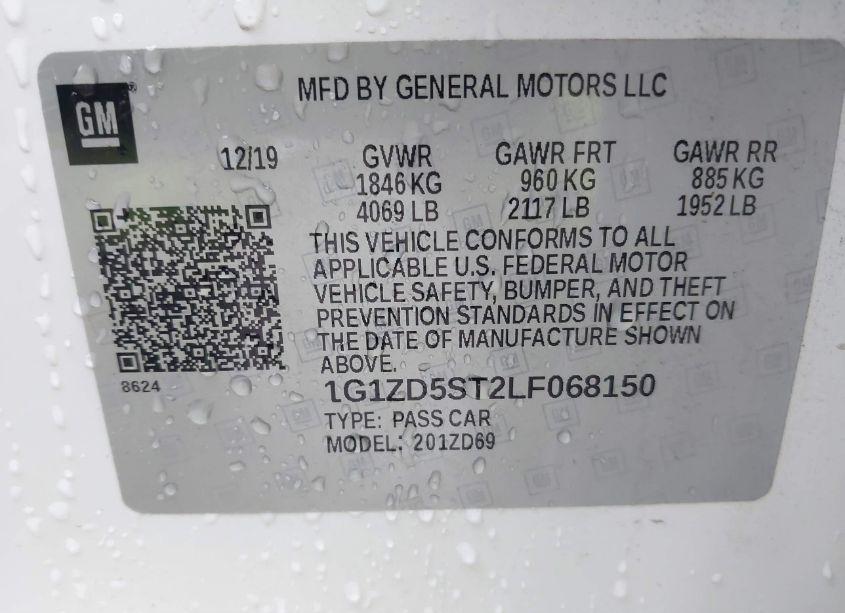 GM
MFD BY GENERAL MOTORS LLC
12/19 GVWR GAWR FRT GAWR RR
1846 KG 960 KG 885 KG
4069 LB 2117 LB 1952 LB
THIS VEHICLE CONFORMS TO ALL
APPLICABLE U.S. FEDERAL MOTOR
VEHICLE SAFETY, BUMPER, AND THEFT
PREVENTION STANDARDS IN EFFECT ON
THE DATE OF MANUFACTURE SHOWN
ABOVE.
8624
1G1ZD5ST2LF068150
TYPE: PASS CAR
MODEL: 201ZD69